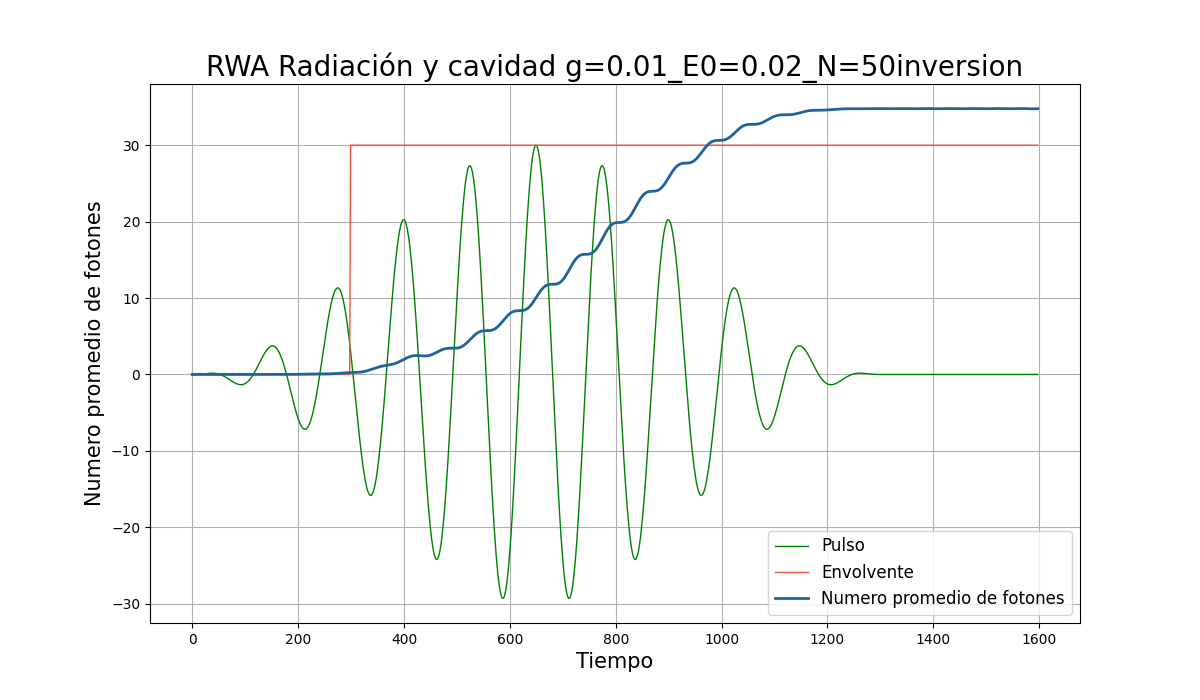 RWA Radiación y cavidad g=0.01_E0=0.02_N=50inversion
Numero promedio de fotones
30
20
10
0
−10
−20
−30
0 200 400 600 800 1000 1200 1400 1600
Tiempo
Pulso
Envolvente
Numero promedio de fotones